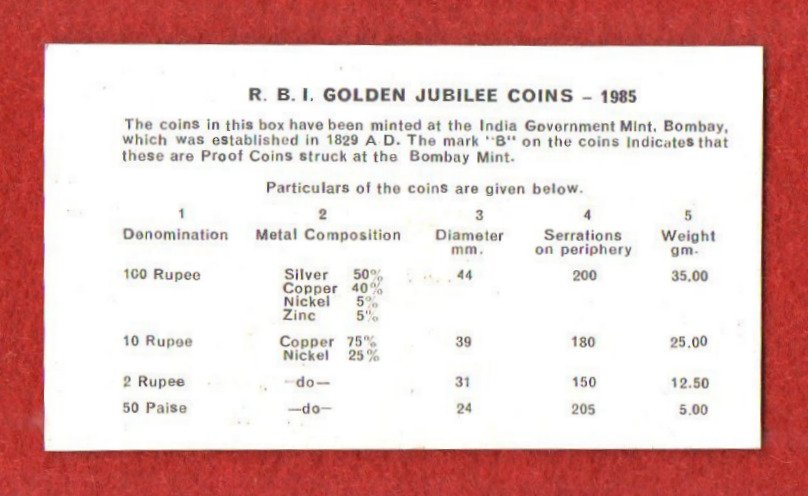 R. B. I. GOLDEN JUBILEE COINS – 1985
The coins in this box have been minted at the India Government Mint, Bombay,
which was established in 1829 A.D. The mark "B" on the coins indicates that
these are Proof Coins struck at the Bombay Mint.
Particulars of the coins are given below.
1 2 3 4 5
Denomination Metal Composition Diameter Serrations Weight
mm. on periphery gm.
100 Rupee Silver 50% 44 200 35.00
Copper 40%
Nickel 5%
Zinc 5%
10 Rupee Copper 75% 39 180 25.00
Nickel 25%
2 Rupee —do— 31 150 12.50
50 Paise —do— 24 205 5.00